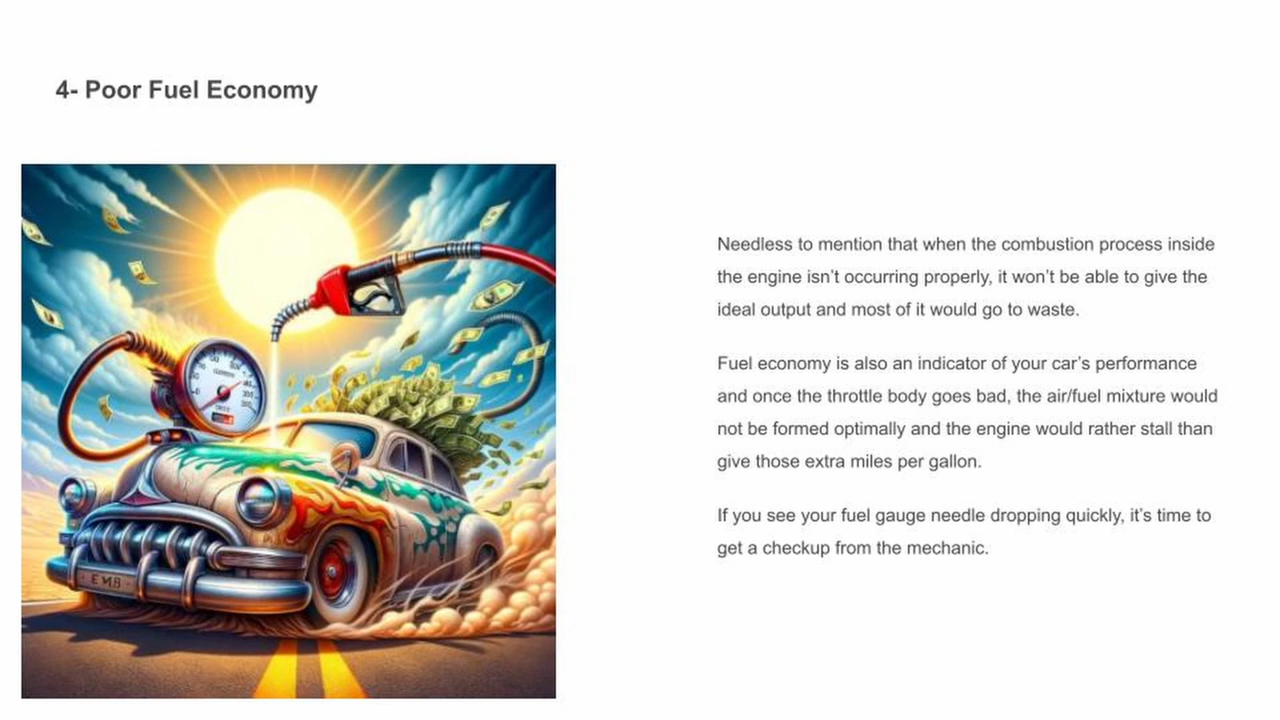 4- Poor Fuel Economy
Needless to mention that when the combustion process inside
the engine isn’t occurring properly, it won’t be able to give the
ideal output and most of it would go to waste.
Fuel economy is also an indicator of your car’s performance
and once the throttle body goes bad, the air/fuel mixture would
not be formed optimally and the engine would rather stall than
give those extra miles per gallon.
If you see your fuel gauge needle dropping quickly, it’s time to
get a checkup from the mechanic.